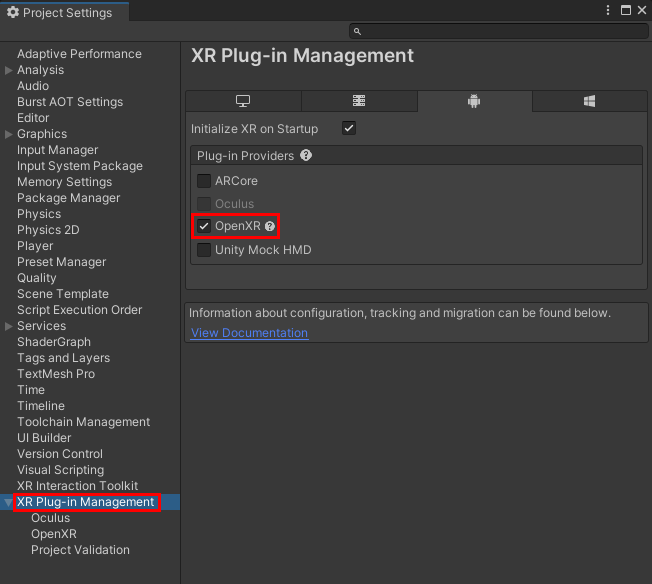 Project Settings
Adaptive Performance
Analysis
Audio
Burst AOT Settings
Editor
Graphics
Input Manager
Input System Package
Memory Settings
Package Manager
Physics
Physics 2D
Player
Preset Manager
Quality
Scene Template
Script Execution Order
Services
ShaderGraph
Tags and Layers
TextMesh Pro
Time
Timeline
Toolchain Management
UI Builder
Version Control
Visual Scripting
XR Interaction Toolkit
XR Plug-in Management
Oculus
OpenXR
Project Validation
XR Plug-in Management
Initialize XR on Startup
Plug-in Providers
ARCore
Oculus
OpenXR
Unity Mock HMD
Information about configuration, tracking and migration can be found below.
View Documentation